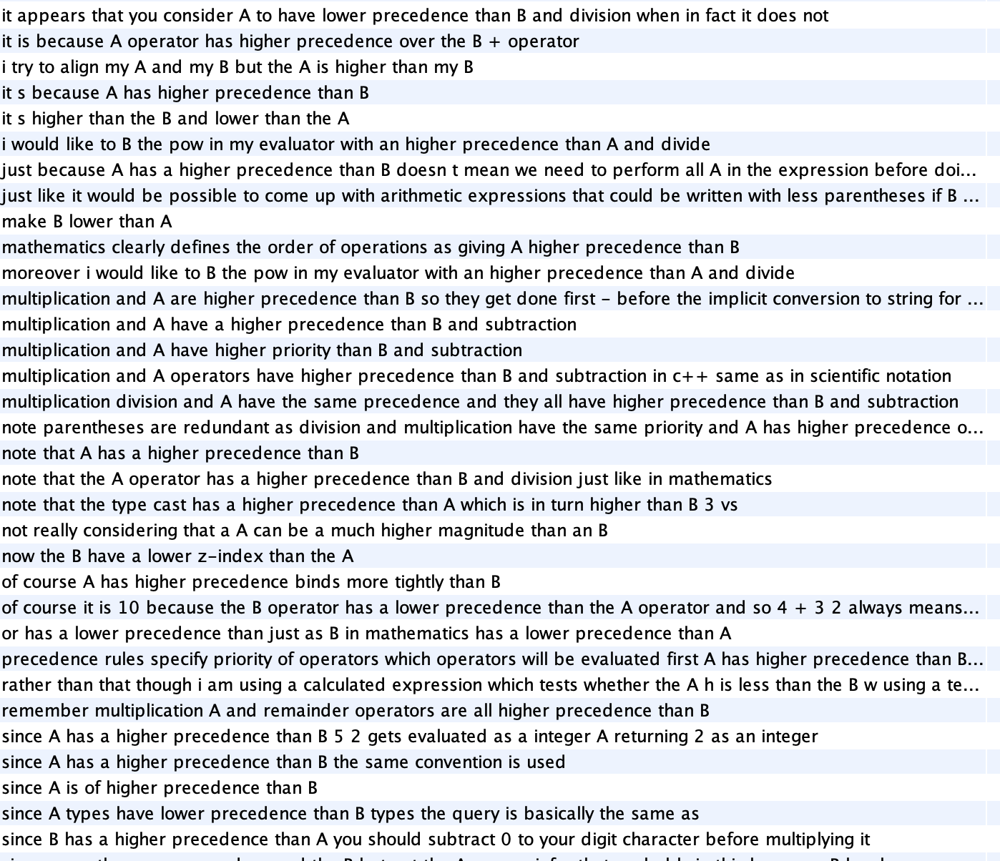 it appears that you consider A to have lower precedence than B and division when in fact it does not
it is because A operator has higher precedence over the B + operator
i try to align my A and my B but the A is higher than my B
it s because A has higher precedence than B
it s higher than the B and lower than the A
i would like to B the pow in my evaluator with an higher precedence than A and divide
just because A has a higher precedence than B doesn t mean we need to perform all A in the expression before doi...
just like it would be possible to come up with arithmetic expressions that could be written with less parentheses if B ...
make B lower than A
mathematics clearly defines the order of operations as giving A higher precedence than B
moreover i would like to B the pow in my evaluator with an higher precedence than A and divide
multiplication and A are higher precedence than B so they get done first – before the implicit conversion to string for ...
multiplication and A have a higher precedence than B and subtraction
multiplication and A have higher priority than B and subtraction
multiplication and A operators have higher precedence than B and subtraction in c++ same as in scientific notation
multiplication division and A have the same precedence and they all have higher precedence than B and subtraction
note parentheses are redundant as division and multiplication have the same priority and A has higher precedence o...
note that A has a higher precedence than B
note that the A operator has a higher precedence than B and division just like in mathematics
note that the type cast has a higher precedence than A which is in turn higher than B 3 vs
not really considering that a A can be a much higher magnitude than an B
now the B have a lower z-index than the A
of course A has higher precedence binds more tightly than B
of course it is 10 because the B operator has a lower precedence than the A operator and so 4 + 3 2 always means...
or has a lower precedence than just as B in mathematics has a lower precedence than A
precedence rules specify priority of operators which operators will be evaluated first A has higher precedence than B...
rather than that though i am using a calculated expression which tests whether the A h is less than the B w using a te...
remember multiplication A and remainder operators are all higher precedence than B
since A has a higher precedence than B 5 2 gets evaluated as a integer A returning 2 as an integer
since A has a higher precedence than B the same convention is used
since A is of higher precedence than B
since A types have lower precedence than B types the query is basically the same as
since B has a higher precedence than A you should subtract 0 to your digit character before multiplying it